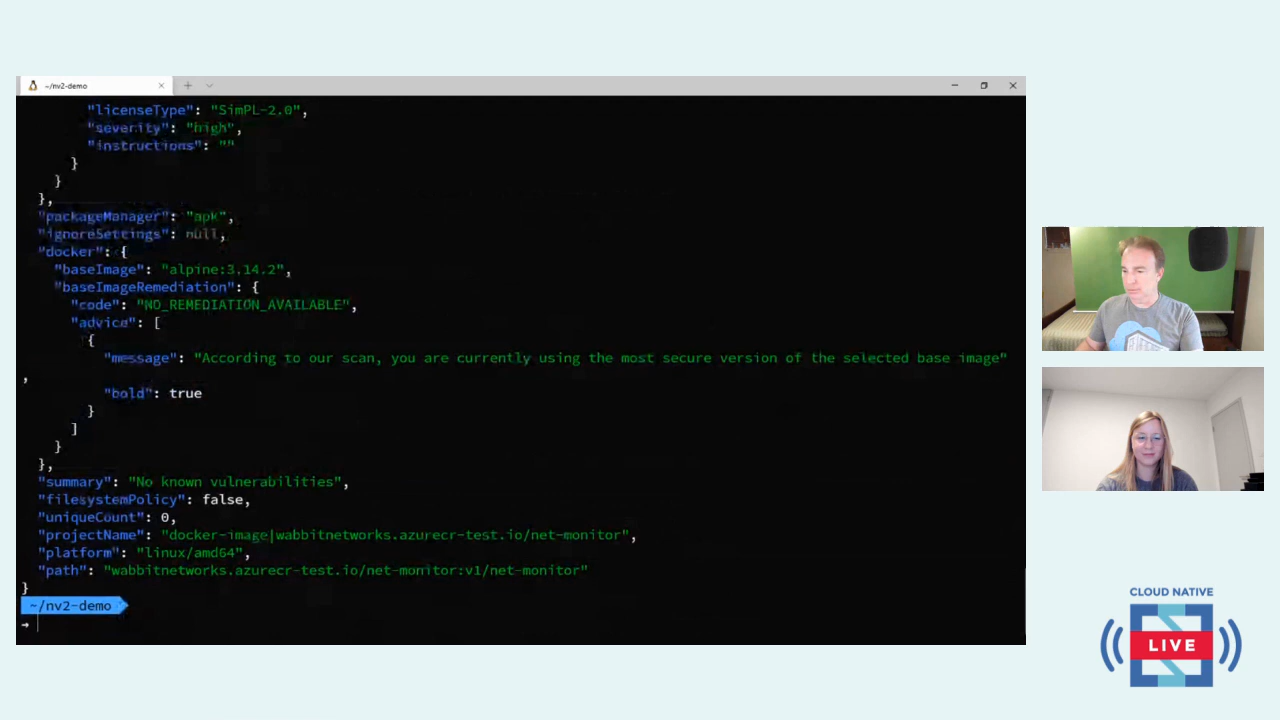 ~/nv2-demo
"licenseType": "SimPL-2.0",
"severity": "high",
"instructions": ""
}
}
},
"packageManager": "apk",
"ignoreSettings": null,
"docker": {
"baseImage": "alpine:3.14.2",
"baseImageRemediation": {
"code": "NO_REMEDIATION_AVAILABLE",
"advice": [
{
"message": "According to our scan, you are currently using the most secure version of the selected base image"
,
"bold": true
}
]
}
},
"summary": "No known vulnerabilities",
"filesystemPolicy": false,
"uniqueCount": 0,
"projectName": "docker-image|wabbitnetworks.azurecr-test.io/net-monitor",
"platform": "linux/amd64",
"path": "wabbitnetworks.azurecr-test.io/net-monitor:v1/net-monitor"
}
~/nv2-demo
→
CLOUD NATIVE
LIVE